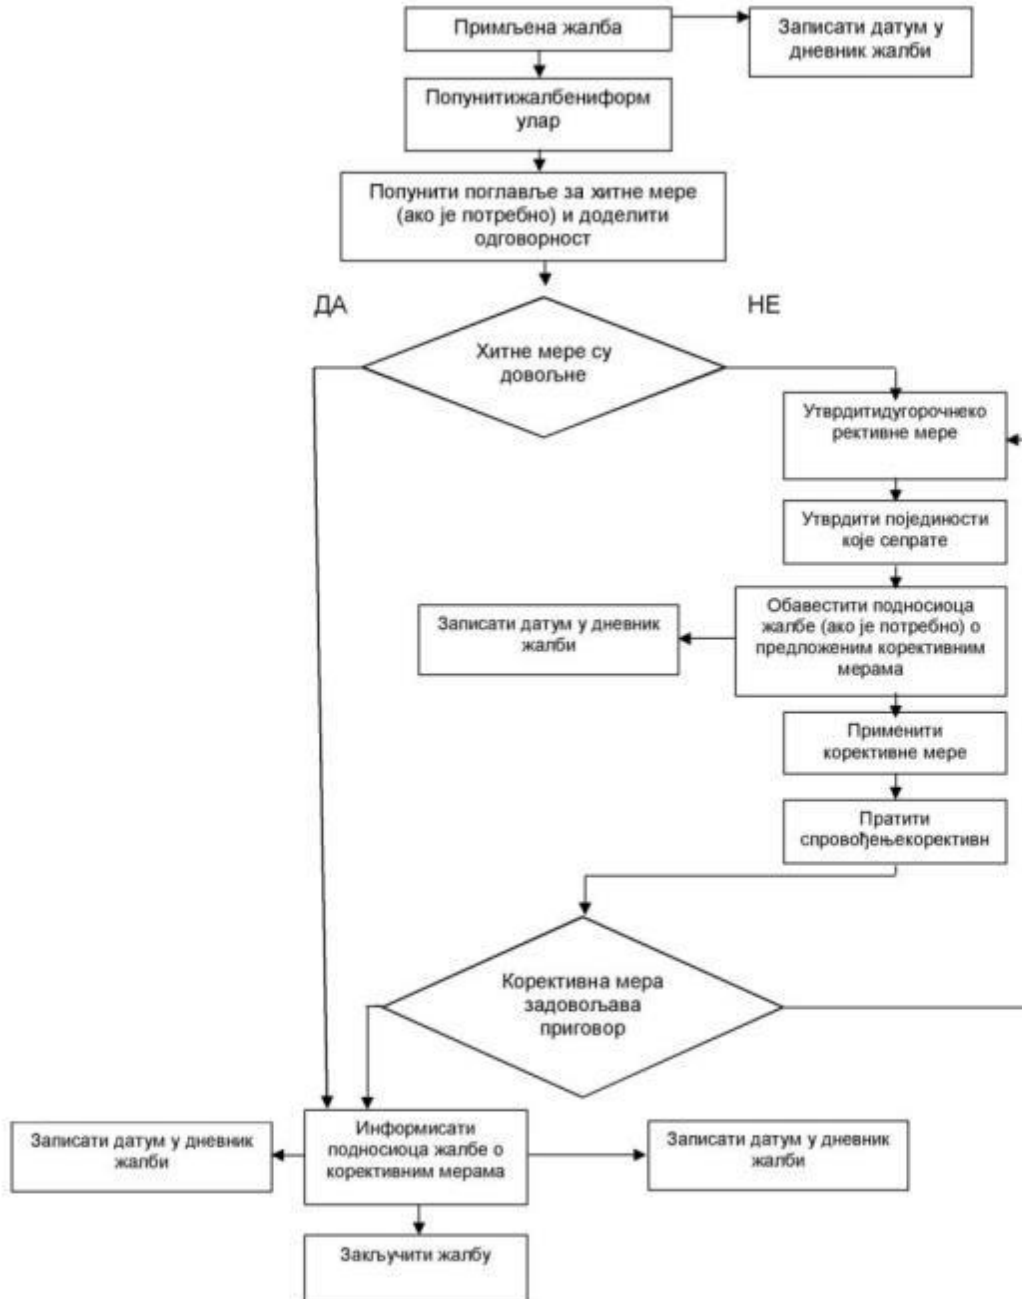 Примљена жалба
Записати датум у
дневник жалби
Попунитижалбениформ
улар
Попунити поглавље за хитне мере
(ако је потребно) и доделити
одговорност
ДА
НЕ
Хитне мере су
довољне
Утврдитидугорочнеко
рективне мере
Утврдити појединости
које сепрате
Обавестити подносиоца
жалбе (ако је потребно) о
предложеним корективним
мерама
Записати датум у дневник
жалби
Применити
корективне мере
Пратити
спровођењекорективн
Корективна мера
задовољава
приговор
Информисати
подносиоца жалбе о
корективним мерама
Записати датум у дневник
жалби
Записати датум у дневник
жалби
Закључити жалбу